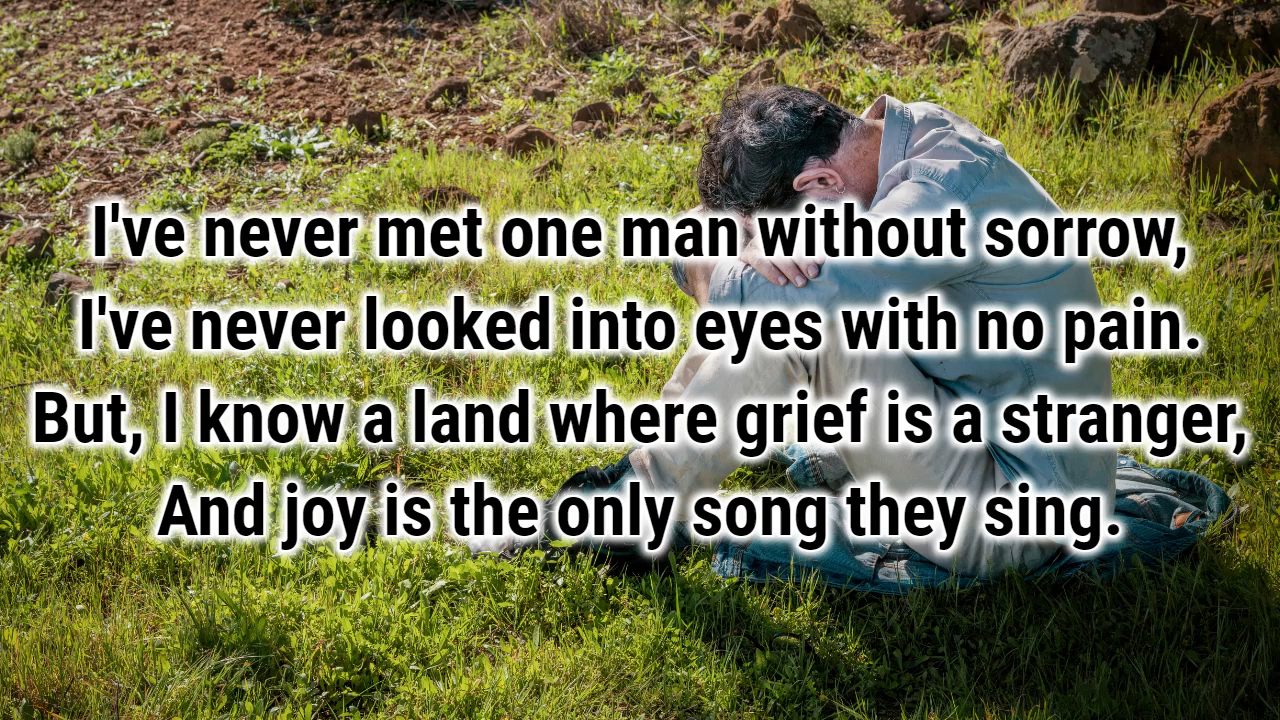 I've never met one man without sorrow,
I've never looked into eyes with no pain.
But, I know a land where grief is a stranger,
And joy is the only song they sing.